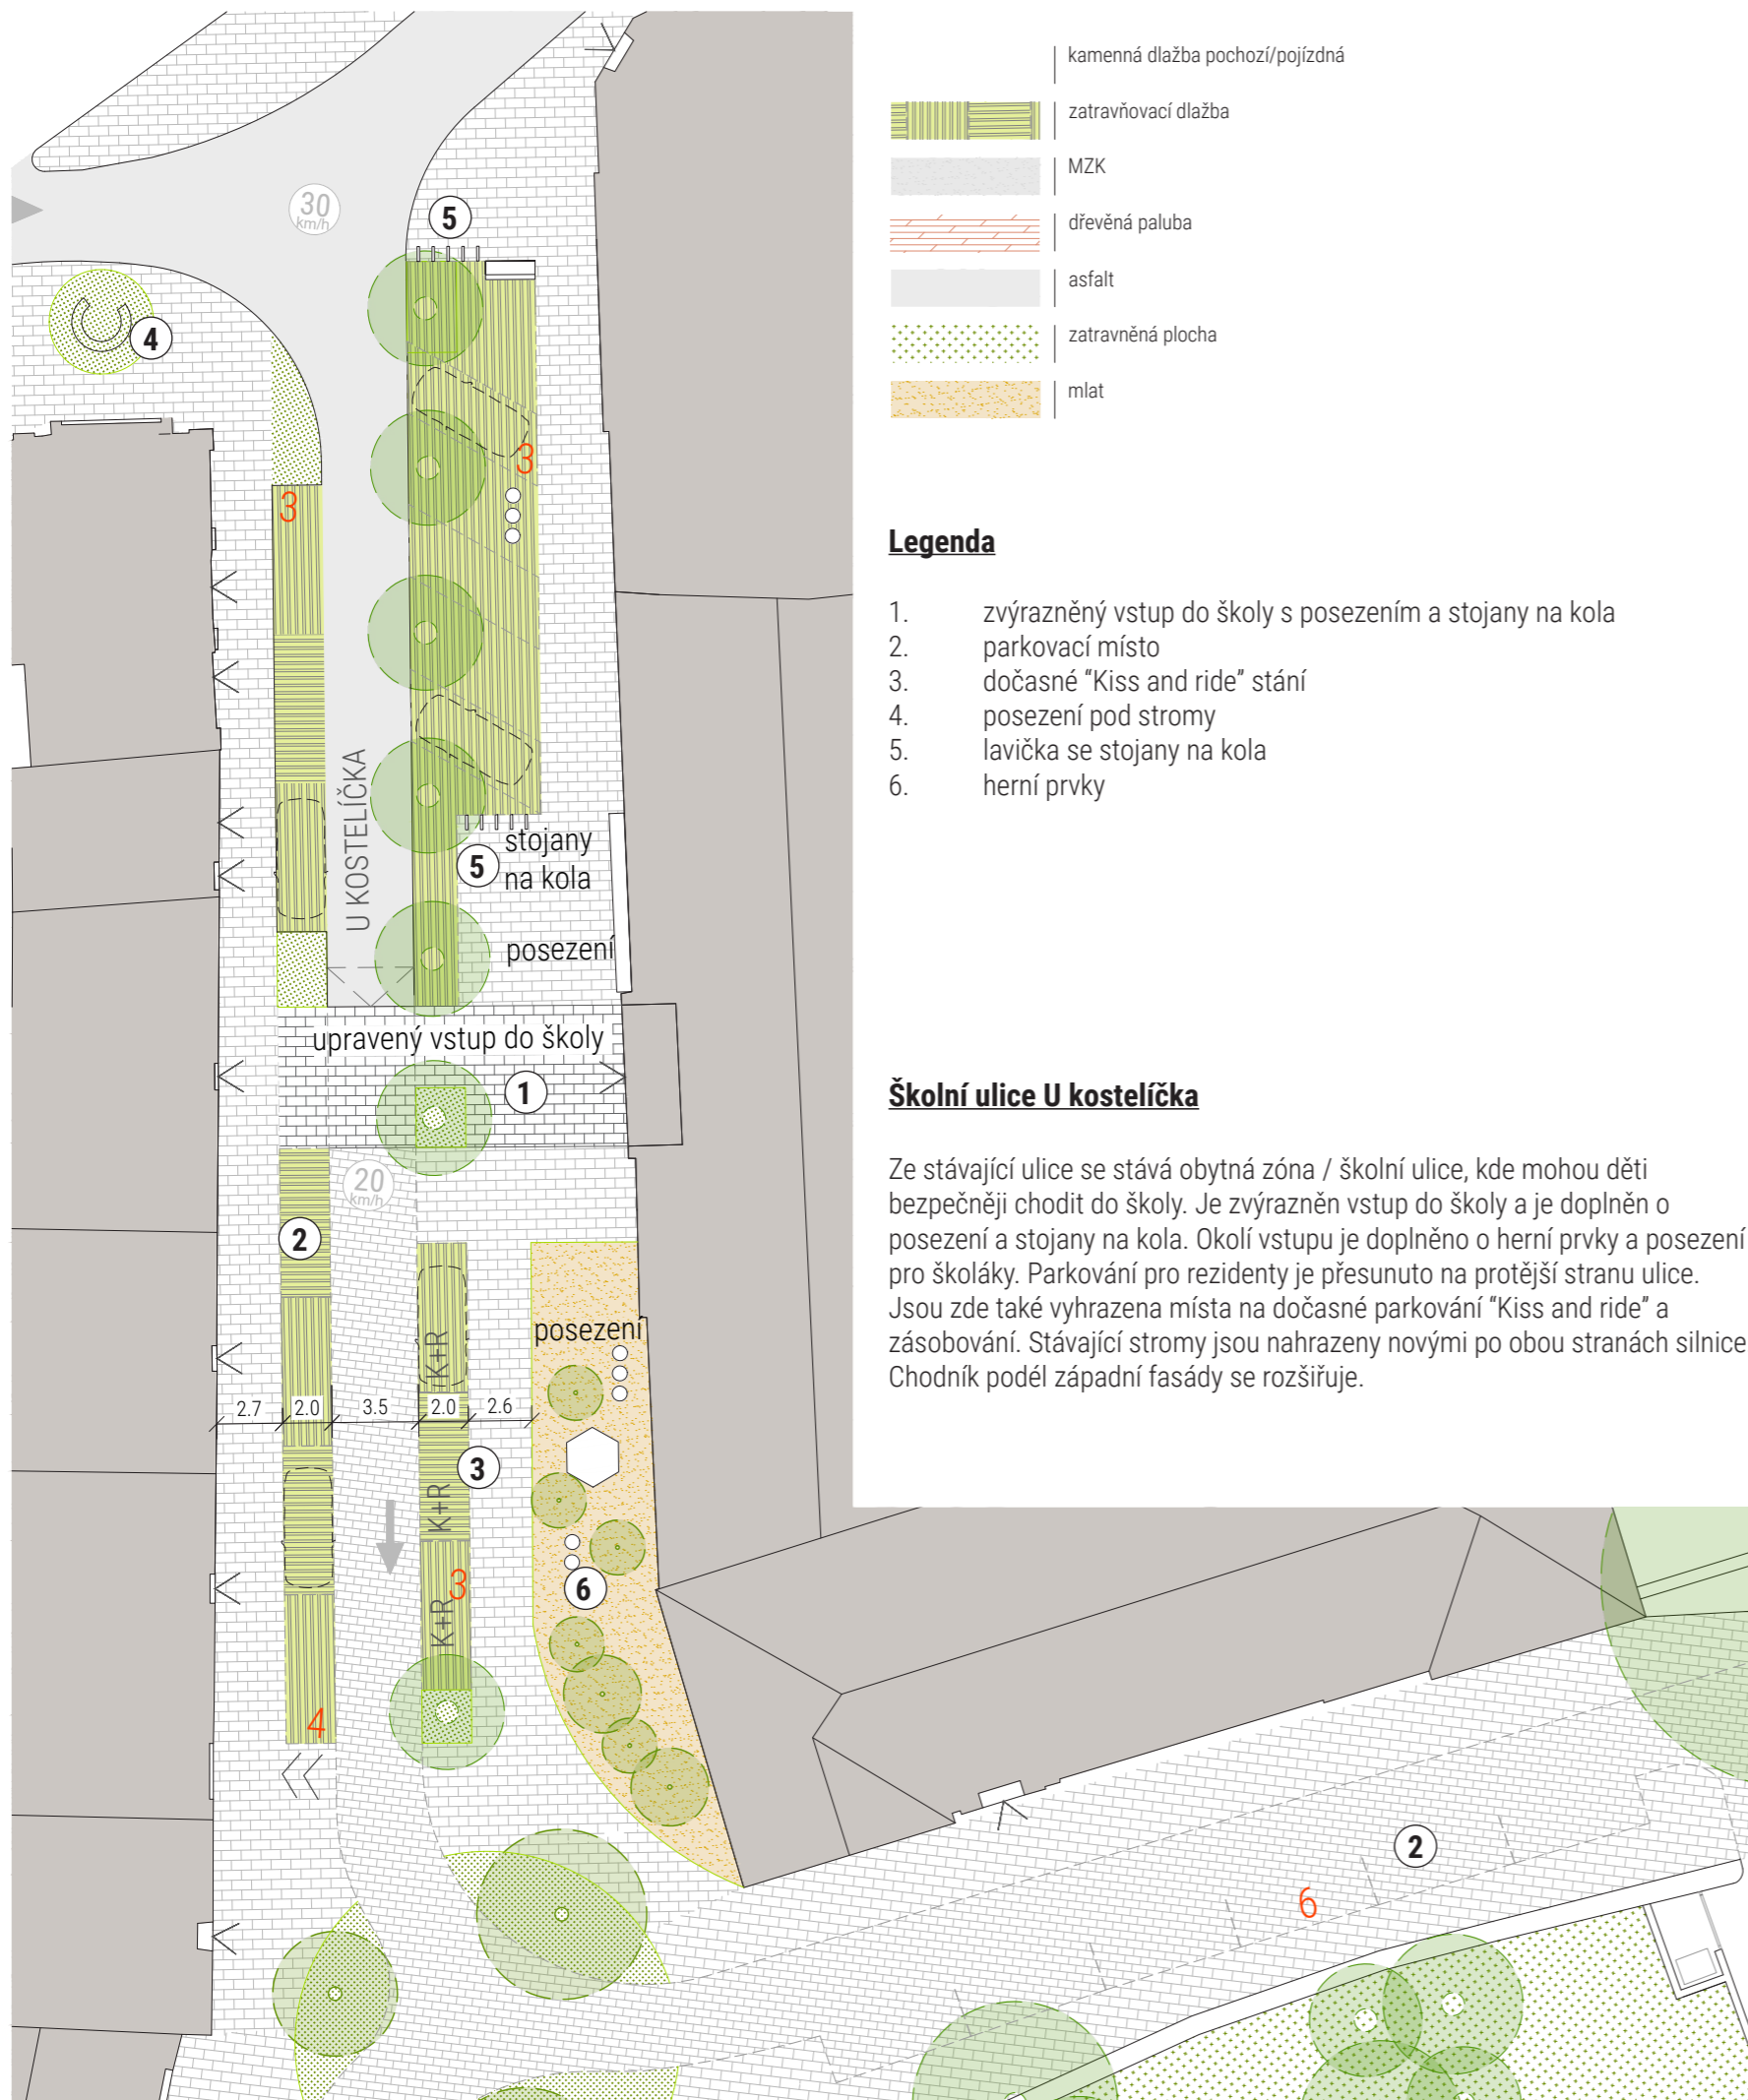 kamenná dlažba pochozí/pojízdná
zatravňovací dlažba
MZK
dřevěná paluba
asfalt
zatravněná plocha
mlat
Legenda
1. zvýrazněný vstup do školy s posezením a stojany na kola
2. parkovací místo
3. dočasné “Kiss and ride” stání
4. posezení pod stromy
5. lavička se stojany na kola
6. herní prvky
Školní ulice U kostelíčka
Ze stávající ulice se stává obytná zóna / školní ulice, kde mohou děti
bezpečněji chodit do školy. Je zvýrazněn vstup do školy a je doplněn o
posezení a stojany na kola. Okolí vstupu je doplněno o herní prvky a posezení
pro školáky. Parkování pro rezidenty je přesunuto na protější stranu ulice.
Jsou zde také vyhrazena místa na dočasné parkování “Kiss and ride” a
zásobování. Stávající stromy jsou nahrazeny novými po obou stranách silnice
Chodník podél západní fasády se rozšiřuje.
30
km/h
5
4
3
3
U KOSTELÍČKA
5
stojany
na kola
posezení
upravený vstup do školy
1
20
km/h
2
posezení
K+R
2.7
2.0
3.5
2.0
2.6
3
K+R
3
6
K+R
4
2
6